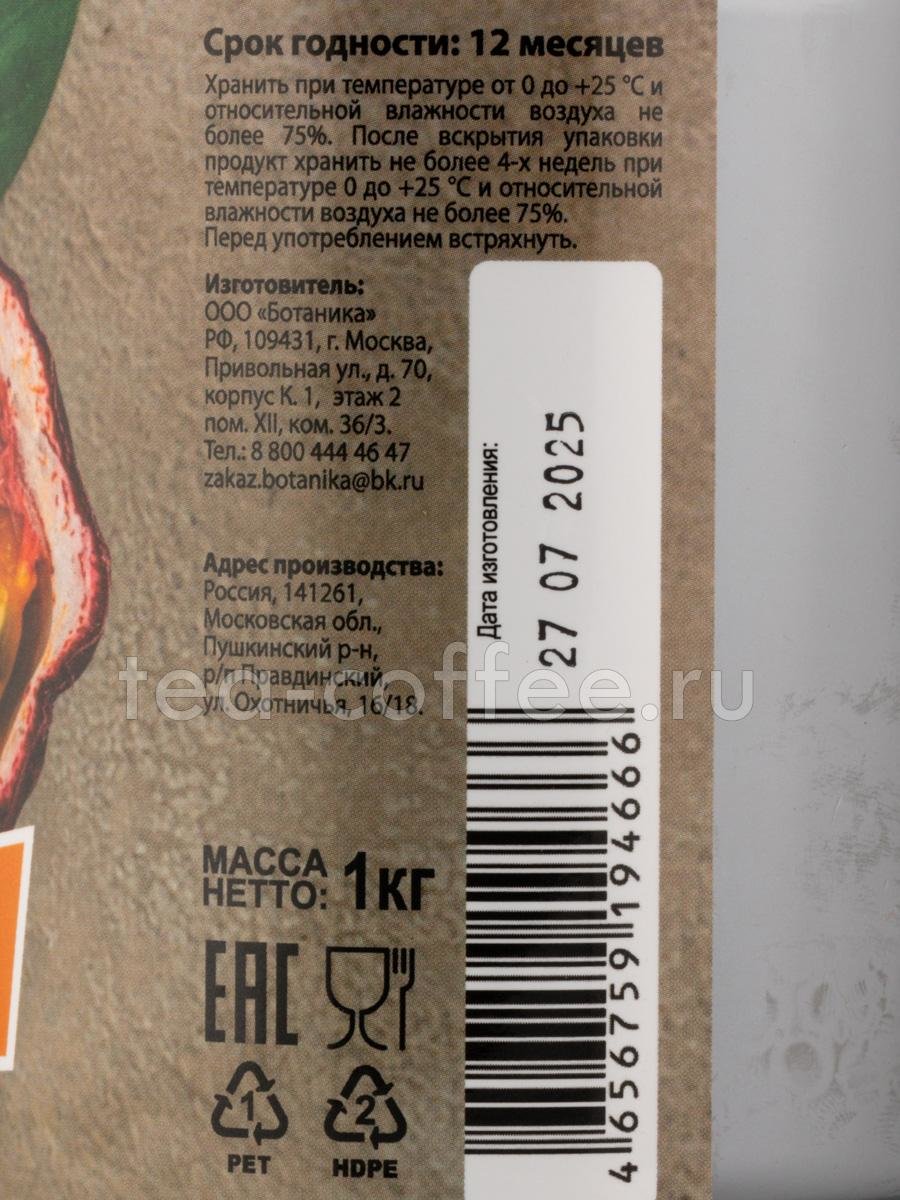 Срок годности: 12 месяцев
Хранить при температуре от 0 до +25 °С и
относительной влажности воздуха не
более 75%. После вскрытия упаковки
продукт хранить не более 4-х недель при
температуре 0 до +25 °С и относительной
влажности воздуха не более 75%.
Перед употреблением встряхнуть.
Изготовитель:
ООО «Ботаника»
РФ, 109431, г. Москва,
Привольная ул., д. 70,
корпус К. 1, этаж 2
пом. XII, ком. 36/3.
Тел.: 8 800 444 46 47
zakaz.botanika@bk.ru
Адрес производства:
Россия, 141261,
Московская обл.,
Пушкинский р-н,
р/п Правдинский,
ул. Охотничья, 16/18.
МАССА
НЕТТО: 1кг
EAC
1
PET
2
HDPE
Дата изготовления:
27 07 2025
4656759194666
tea-coffee.ru